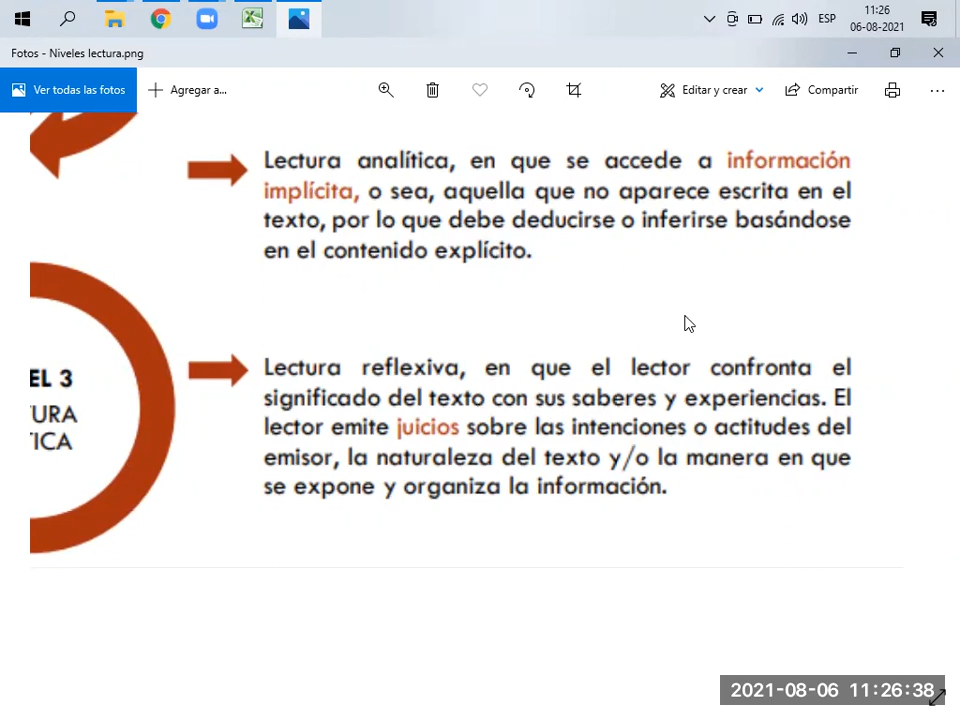 11:26
ESP
06-08-2021
Fotos - Niveles lectura.png
Ver todas las fotos
Agregar a...
Editar y crear
Compartir
Lectura analítica, en que se accede a información
implícita, o sea, aquella que no aparece escrita en el
texto, por lo que debe deducirse o inferirse basándose
en el contenido explícito.
EL 3
TURA
TICA
Lectura reflexiva, en que el lector confronta el
significado del texto con sus saberes y experiencias. El
lector emite juicios sobre las intenciones o actitudes del
emisor, la naturaleza del texto y/o la manera en que
se expone y organiza la información.
2021-08-06 11:26:38